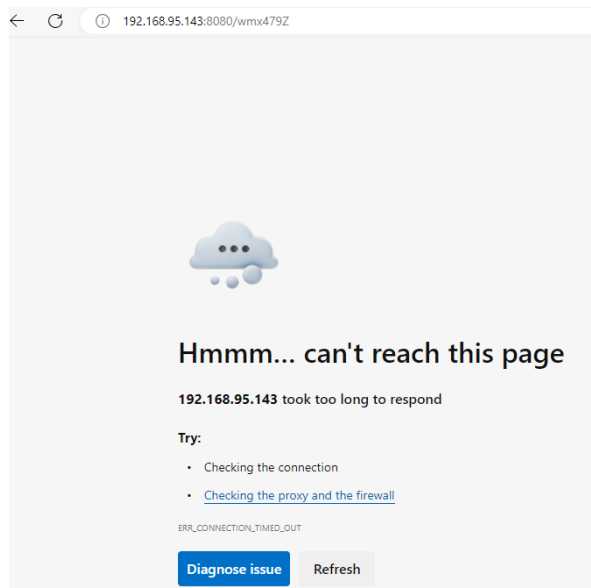 192.168.95.143:8080/wmx479Z
Hmmm... can't reach this page
192.168.95.143 took too long to respond
Try:
• Checking the connection
• Checking the proxy and the firewall
ERR_CONNECTION_TIMED_OUT
Diagnose issue Refresh